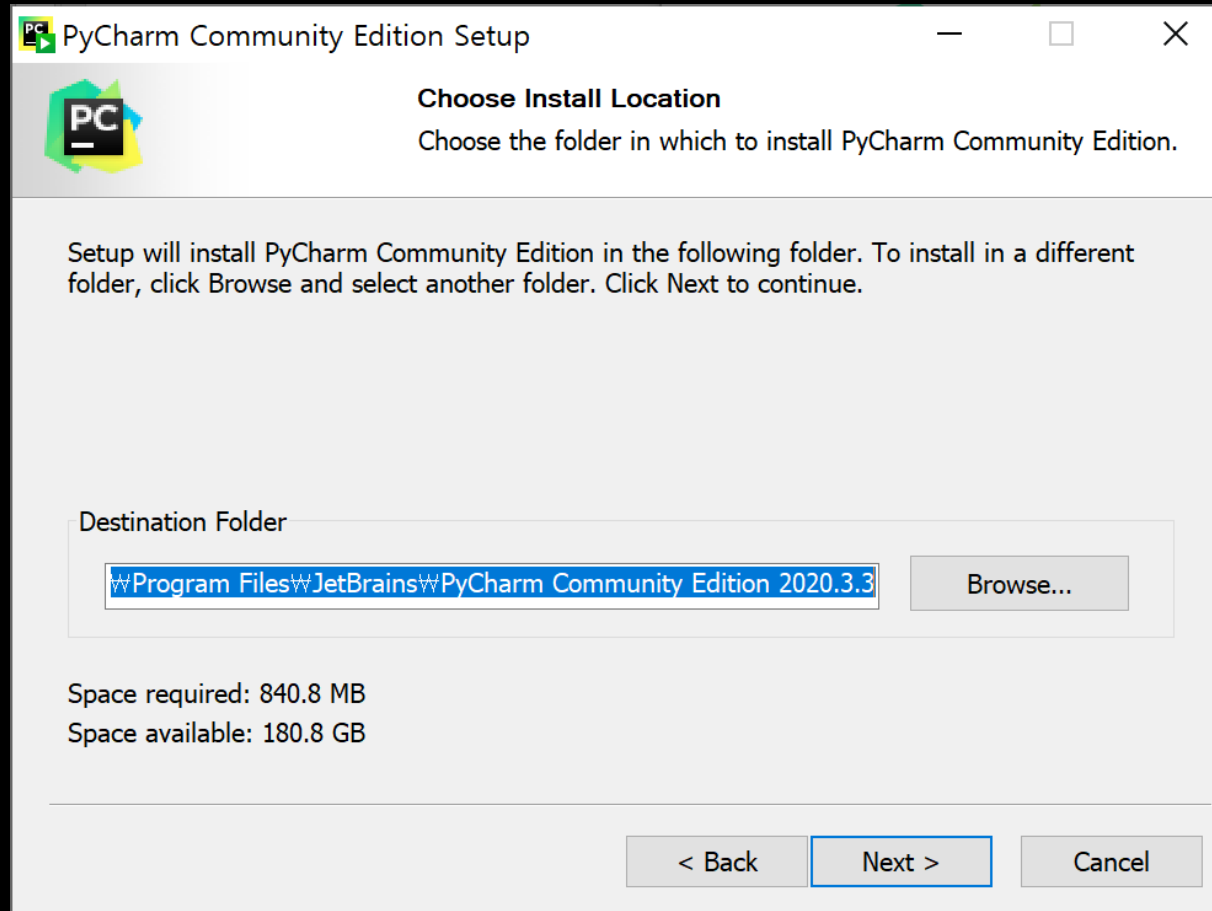 PyCharm Community Edition Setup
PC
Choose Install Location
Choose the folder in which to install PyCharm Community Edition.
Setup will install PyCharm Community Edition in the following folder. To install in a different
folder, click Browse and select another folder. Click Next to continue.
Destination Folder
₩Program Files₩JetBrains₩PyCharm Community Edition 2020.3.3
Browse...
Space required: 840.8 MB
Space available: 180.8 GB
< Back
Next >
Cancel